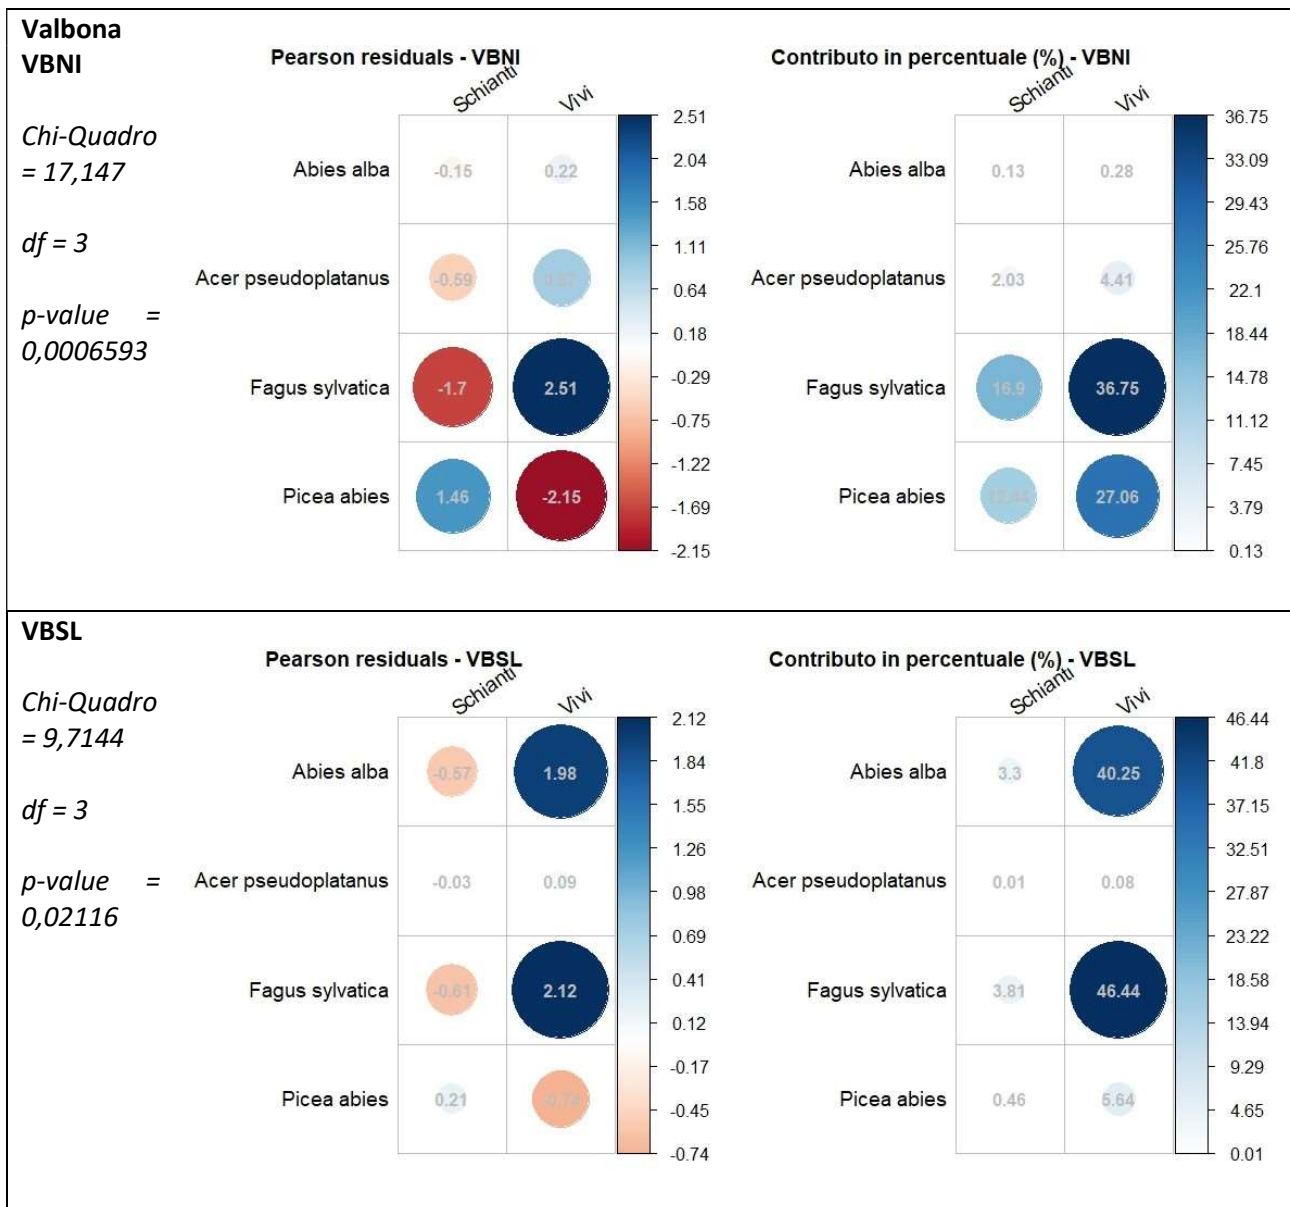 Valbona
VBNI
Chi-Quadro
= 17,147
df = 3
p-value =
0,0006593
Pearson residuals - VBNI
Schianti Vivi
2.51
2.04
1.58
1.11
0.64
0.18
-0.29
-0.75
-1.22
-1.69
-2.15
Abies alba -0.15 0.22
Acer pseudoplatanus -0.59
Fagus sylvatica -1.7 2.51
Picea abies 1.46 -2.15
Contributo in percentuale (%) - VBNI
Schianti Vivi
36.75
33.09
29.43
25.76
22.1
18.44
14.78
11.12
7.45
3.79
0.13
Abies alba 0.13 0.28
Acer pseudoplatanus 2.03 4.41
Fagus sylvatica 16.9 36.75
Picea abies 12.44 27.06
VBSL
Chi-Quadro
= 9,7144
df = 3
p-value =
0,02116
Pearson residuals - VBSL
Schianti Vivi
2.12
1.84
1.55
1.26
0.98
0.69
0.41
0.12
-0.17
-0.45
-0.74
Abies alba -0.57 1.98
Acer pseudoplatanus -0.03 0.09
Fagus sylvatica -0.61 2.12
Picea abies 0.21 -0.74
Contributo in percentuale (%) - VBSL
Schianti Vivi
46.44
41.8
37.15
32.51
27.87
23.22
18.58
13.94
9.29
4.65
0.01
Abies alba 3.3 40.25
Acer pseudoplatanus 0.01 0.08
Fagus sylvatica 3.81 46.44
Picea abies 0.46 5.64